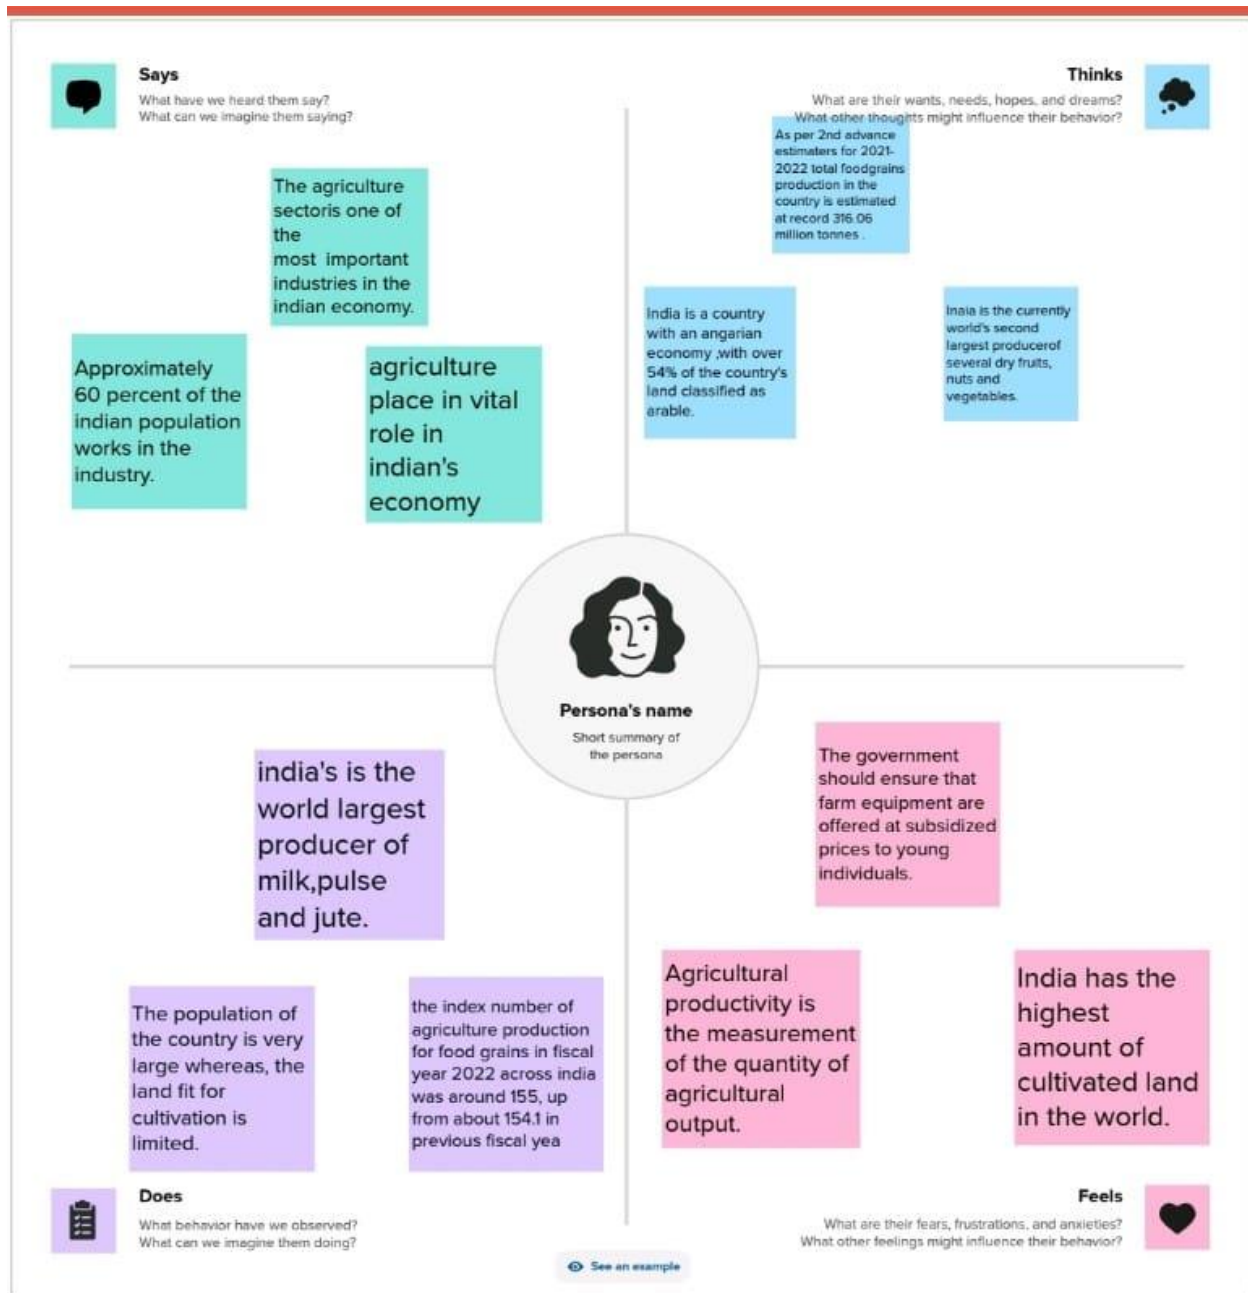 Says
What have we heard them say?
What can we imagine them saying?
The agriculture
sectoris one of
the
most important
industries in the
indian economy.
Approximately
60 percent of the
indian population
works in the
industry.
agriculture
place in vital
role in
indian's
economy
Thinks
What are their wants, needs, hopes, and dreams?
What other thoughts might influence their behavior?
As per 2nd advance
estimaters for 2021-
2022 total foodgrains
production in the
country is estimated
at record 316.06
million tonnes .
India is a country
with an angarian
economy ,with over
54% of the country's
land classified as
arable.
Inaia is the currently
world's second
largest producerof
several dry fruits,
nuts and
vegetables.
Persona's name
Short summary of
the persona
india's is the
world largest
producer of
milk,pulse
and jute.
The population of
the country is very
large whereas, the
land fit for
cultivation is
limited.
the index number of
agriculture production
for food grains in fiscal
year 2022 across india
was around 155, up
from about 154.1 in
previous fiscal yea
Does
What behavior have we observed?
What can we imagine them doing?
The government
should ensure that
farm equipment are
offered at subsidized
prices to young
individuals.
Agricultural
productivity is
the measurement
of the quantity of
agricultural
output.
India has the
highest
amount of
cultivated land
in the world.
Feels
What are their fears, frustrations, and anxieties?
What other feelings might influence their behavior?
See an example